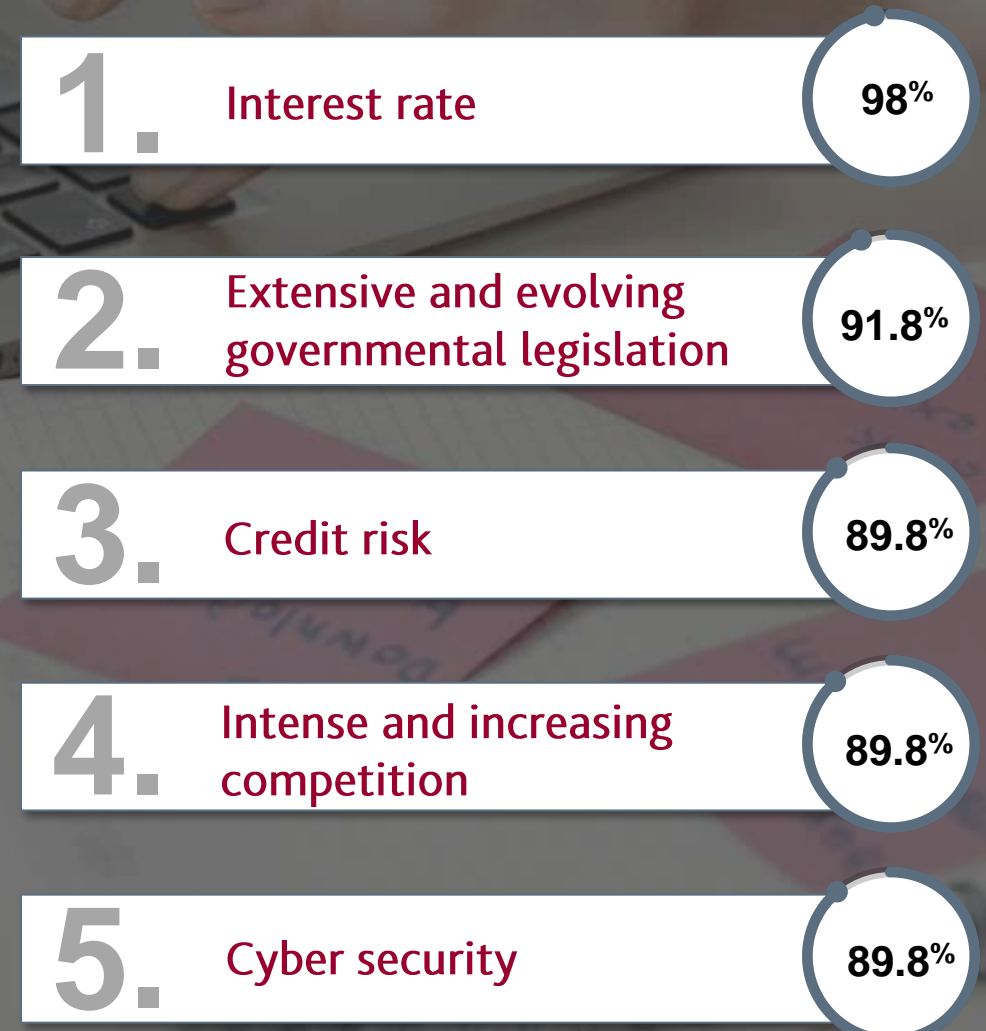 1. Interest rate 98%
2. Extensive and evolving
governmental legislation 91.8%
3. Credit risk 89.8%
4. Intense and increasing
competition 89.8%
5. Cyber security 89.8%